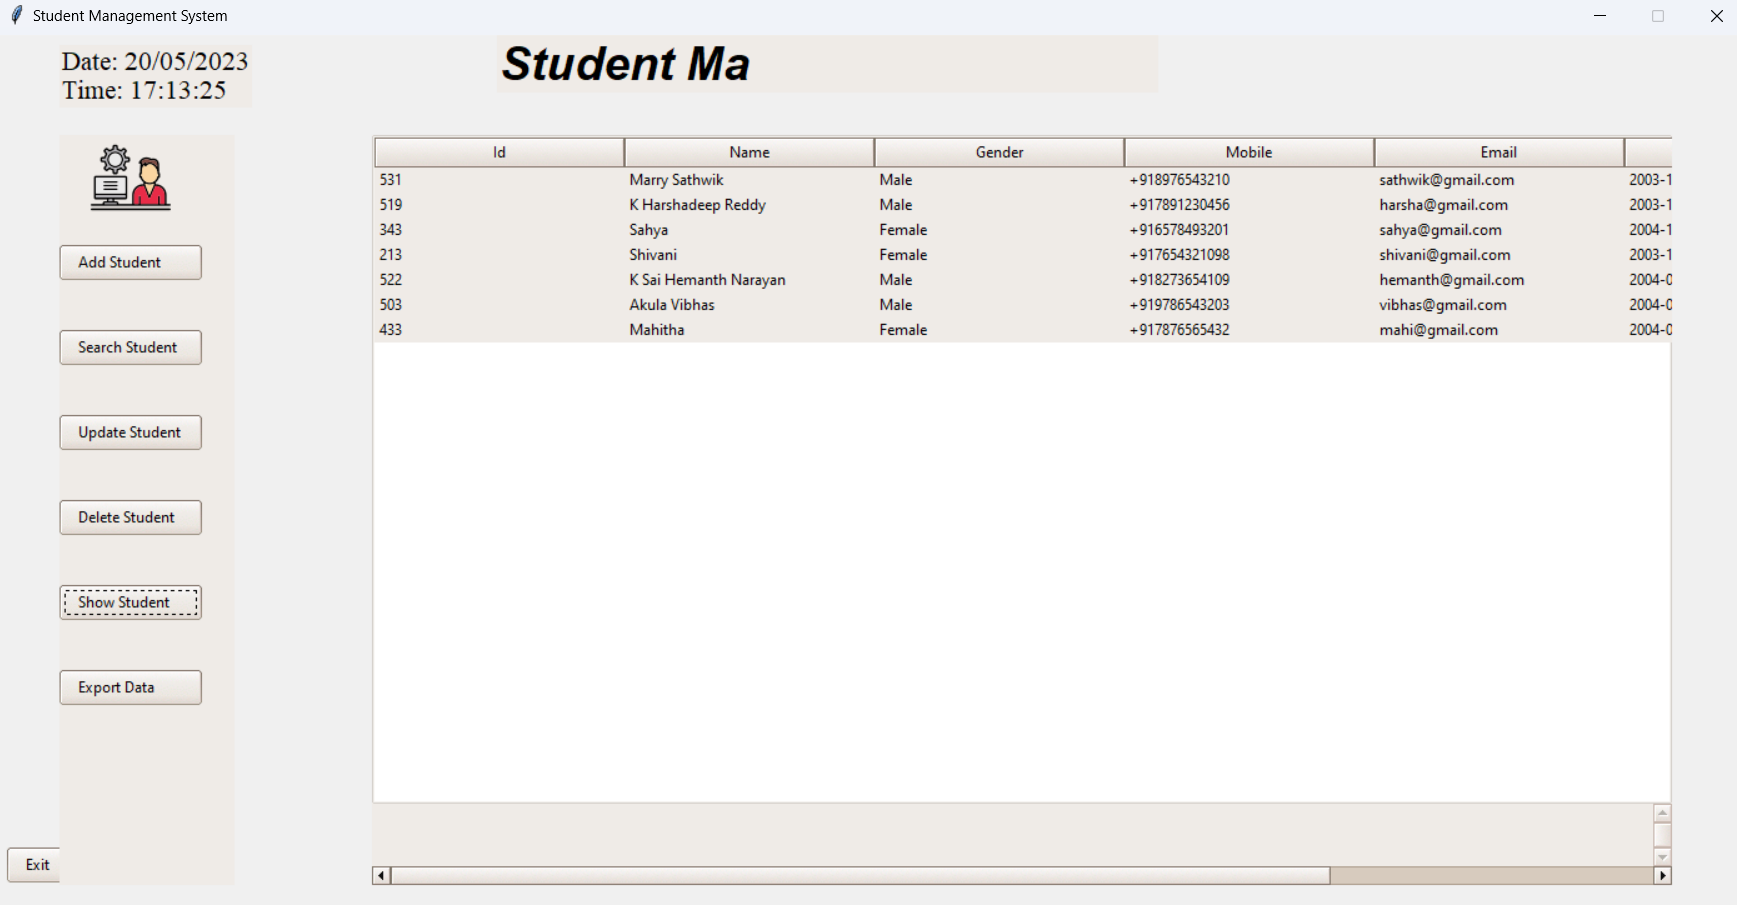 Student Management System
Date: 20/05/2023
Time: 17:13:25
Student Ma
Id Name Gender Mobile Email
531 Marry Sathwik Male +918976543210 sathwik@gmail.com 2003-1
519 K Harshadeep Reddy Male +917891230456 harsha@gmail.com 2003-1
343 Sahya Female +916578493201 sahya@gmail.com 2004-1
213 Shivani Female +917654321098 shivani@gmail.com 2003-1
522 K Sai Hemanth Narayan Male +918273654109 hemanth@gmail.com 2004-0
503 Akula Vibhas Male +919786543203 vibhas@gmail.com 2004-0
433 Mahitha Female +917876565432 mahi@gmail.com 2004-0
Add Student
Search Student
Update Student
Delete Student
Show Student
Export Data
Exit